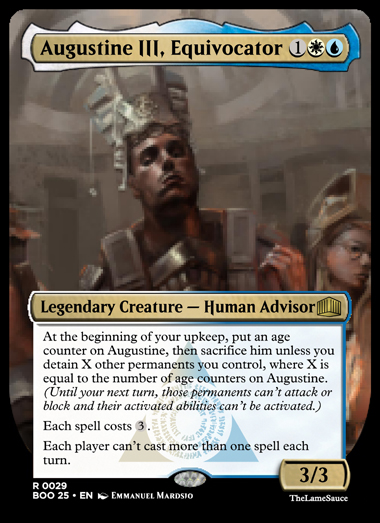 Augustine III, Equivocator 1
Legendary Creature — Human Advisor
At the beginning of your upkeep, put an
age counter on Augustine, then sacrifice him unless you
detain X other permanents you control, where X is
equal to the number of age counters on Augustine.
(Until your next turn, those permanents can't attack or
block and their activated abilities can't be activated.)
Each spell costs 3.
Each player can't cast more than one spell each
turn.
3/3
R 0029
BOO 25 • EN Emmanuel Mardsio
TheLameSauce